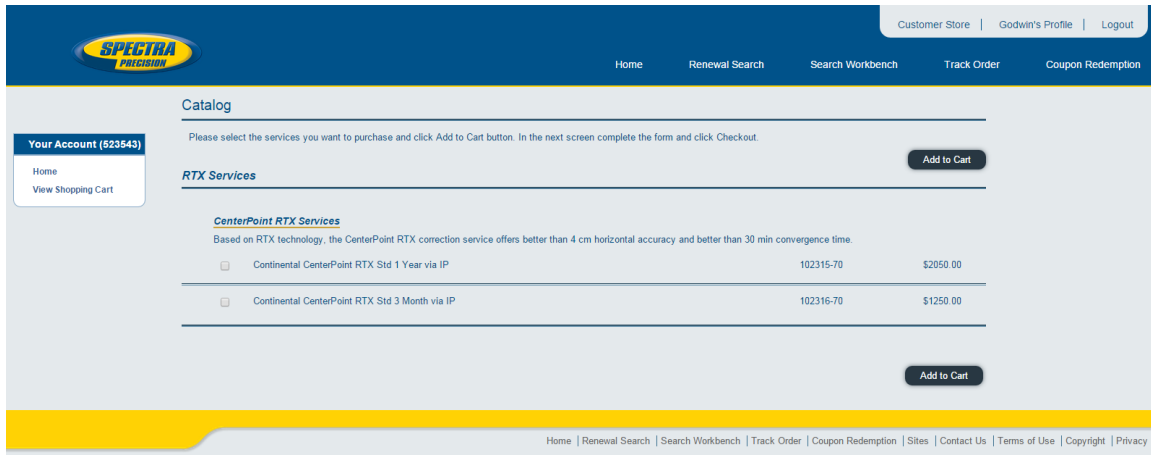 Customer Store | Godwin's Profile | Logout
SPECTRA
PRECISION
Home Renewal Search Search Workbench Track Order Coupon Redemption
Catalog
Please select the services you want to purchase and click Add to Cart button. In the next screen complete the form and click Checkout.
Your Account (523543)
Home
View Shopping Cart
Add to Cart
RTX Services
CenterPoint RTX Services
Based on RTX technology, the CenterPoint RTX correction service offers better than 4 cm horizontal accuracy and better than 30 min convergence time.
Continental CenterPoint RTX Std 1 Year via IP 102315-70 $2050.00
Continental CenterPoint RTX Std 3 Month via IP 102316-70 $1250.00
Add to Cart
Home | Renewal Search | Search Workbench | Track Order | Coupon Redemption | Sites | Contact Us | Terms of Use | Copyright | Privacy